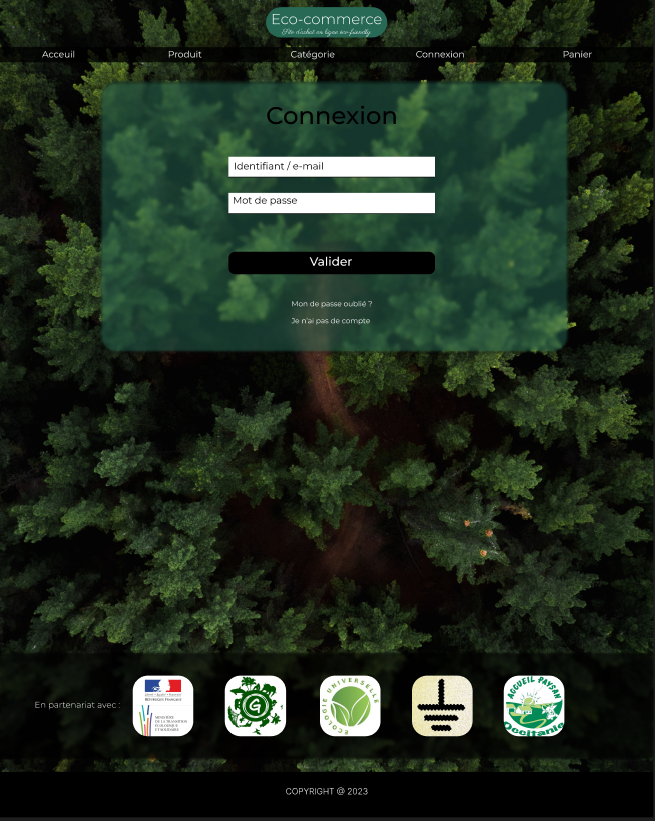 Eco-commerce
Site d'achat en ligne eco-friendly
Acceuil
Produit
Catégorie
Connexion
Panier
Connexion
Identifiant / e-mail
Mot de passe
Valider
Mon de passe oublié ?
Je n'ai pas de compte
En partenariat avec :
RÉPUBLIQUE FRANÇAISE
MINISTÈRE
DE LA TRANSITION
ÉCOLOGIQUE
ET SOLIDAIRE
G
ÉCOLOGIE UNIVERSELLE
ACCUEIL PAYSAN
Occitanie
COPYRIGHT @ 2023